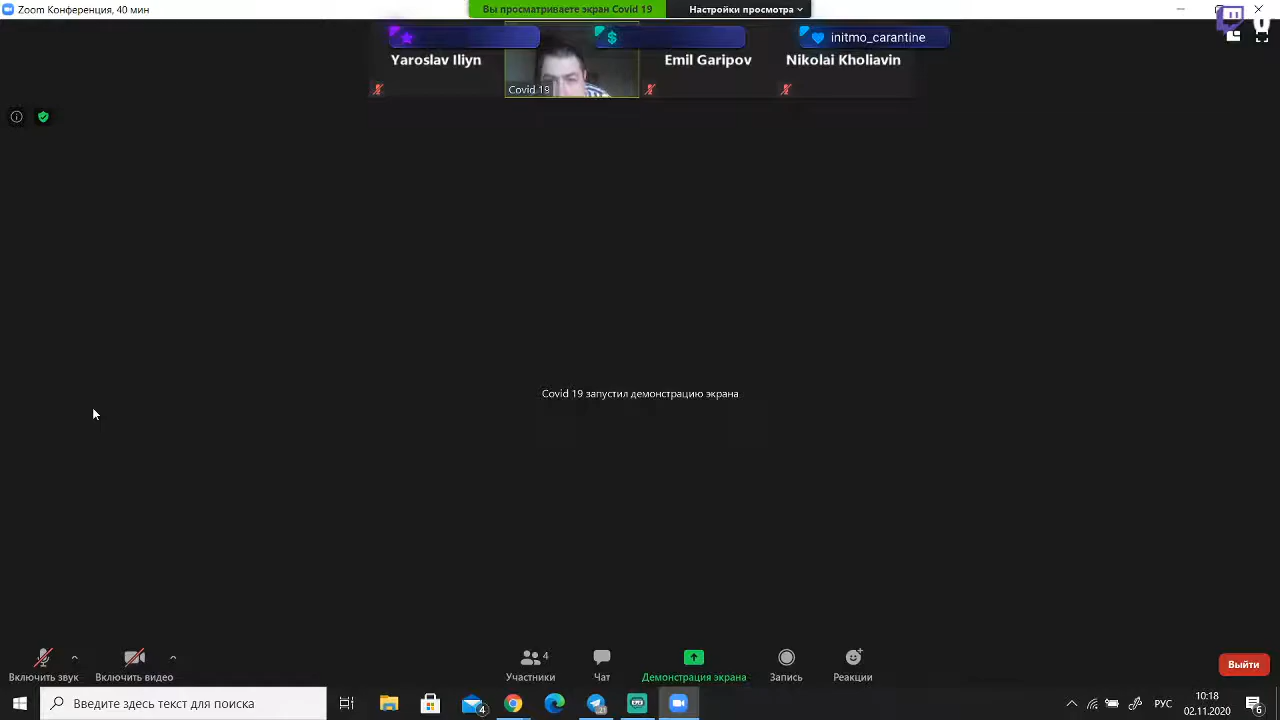 Zoom Конференция, 40 мин
Вы просматриваете экран Covid 19
Настройки просмотра
initmo_carantine
Yaroslav Iliyn
Covid 19
Emil Garipov
Nikolai Kholiavin
Covid 19 запустил демонстрацию экрана
Включить звук
Включить видео
4
Участники
Чат
Демонстрация экрана
Запись
Реакции
Выйти
Введите здесь текст для поиска
4
РУС
10:18
02.11.2020
6